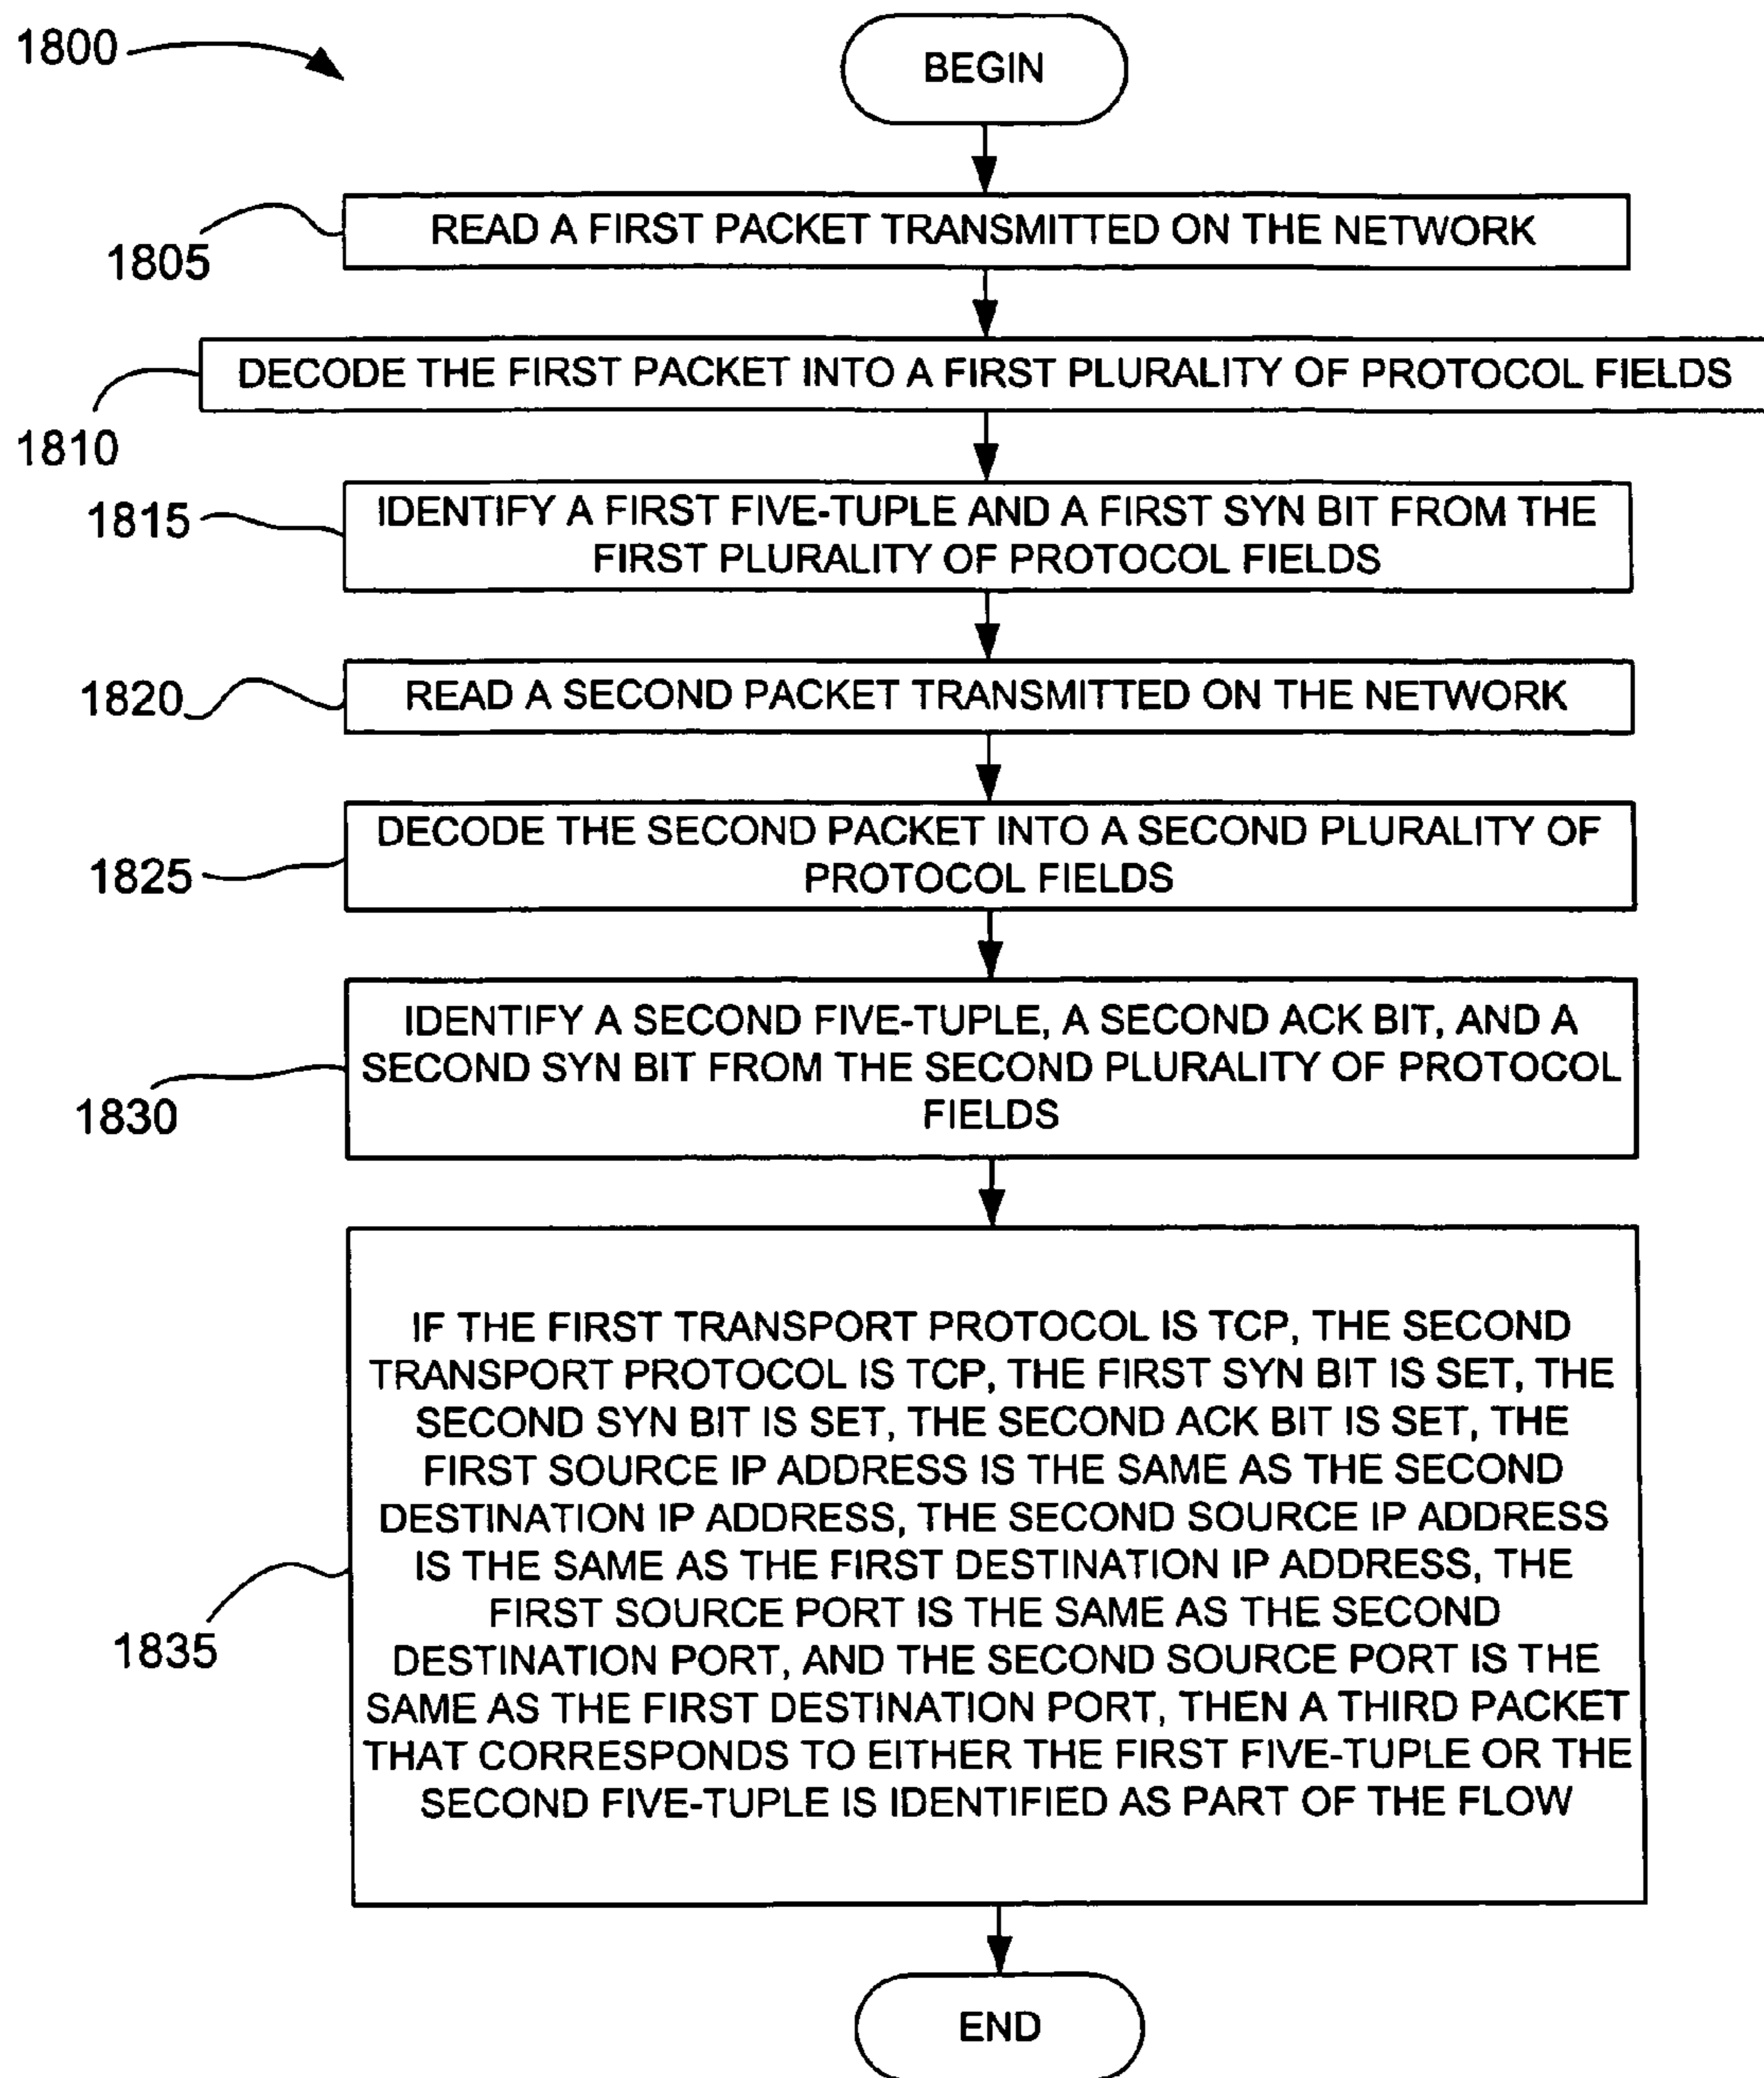 1800
BEGIN
READ A FIRST PACKET TRANSMITTED ON THE NETWORK
1805
DECODE THE FIRST PACKET INTO A FIRST PLURALITY OF PROTOCOL FIELDS
1810
IDENTIFY A FIRST FIVE-TUPLE AND A FIRST SYN BIT FROM THE
FIRST PLURALITY OF PROTOCOL FIELDS
1815
READ A SECOND PACKET TRANSMITTED ON THE NETWORK
1820
DECODE THE SECOND PACKET INTO A SECOND PLURALITY OF
PROTOCOL FIELDS
1825
IDENTIFY A SECOND FIVE-TUPLE, A SECOND ACK BIT, AND A
SECOND SYN BIT FROM THE SECOND PLURALITY OF PROTOCOL
FIELDS
1830
IF THE FIRST TRANSPORT PROTOCOL IS TCP, THE SECOND
TRANSPORT PROTOCOL IS TCP, THE FIRST SYN BIT IS SET, THE
SECOND SYN BIT IS SET, THE SECOND ACK BIT IS SET, THE
FIRST SOURCE IP ADDRESS IS THE SAME AS THE SECOND
DESTINATION IP ADDRESS, THE SECOND SOURCE IP ADDRESS
IS THE SAME AS THE FIRST DESTINATION IP ADDRESS, THE
FIRST SOURCE PORT IS THE SAME AS THE SECOND
DESTINATION PORT, AND THE SECOND SOURCE PORT IS THE
SAME AS THE FIRST DESTINATION PORT, THEN A THIRD PACKET
THAT CORRESPONDS TO EITHER THE FIRST FIVE-TUPLE OR THE
SECOND FIVE-TUPLE IS IDENTIFIED AS PART OF THE FLOW
1835
END